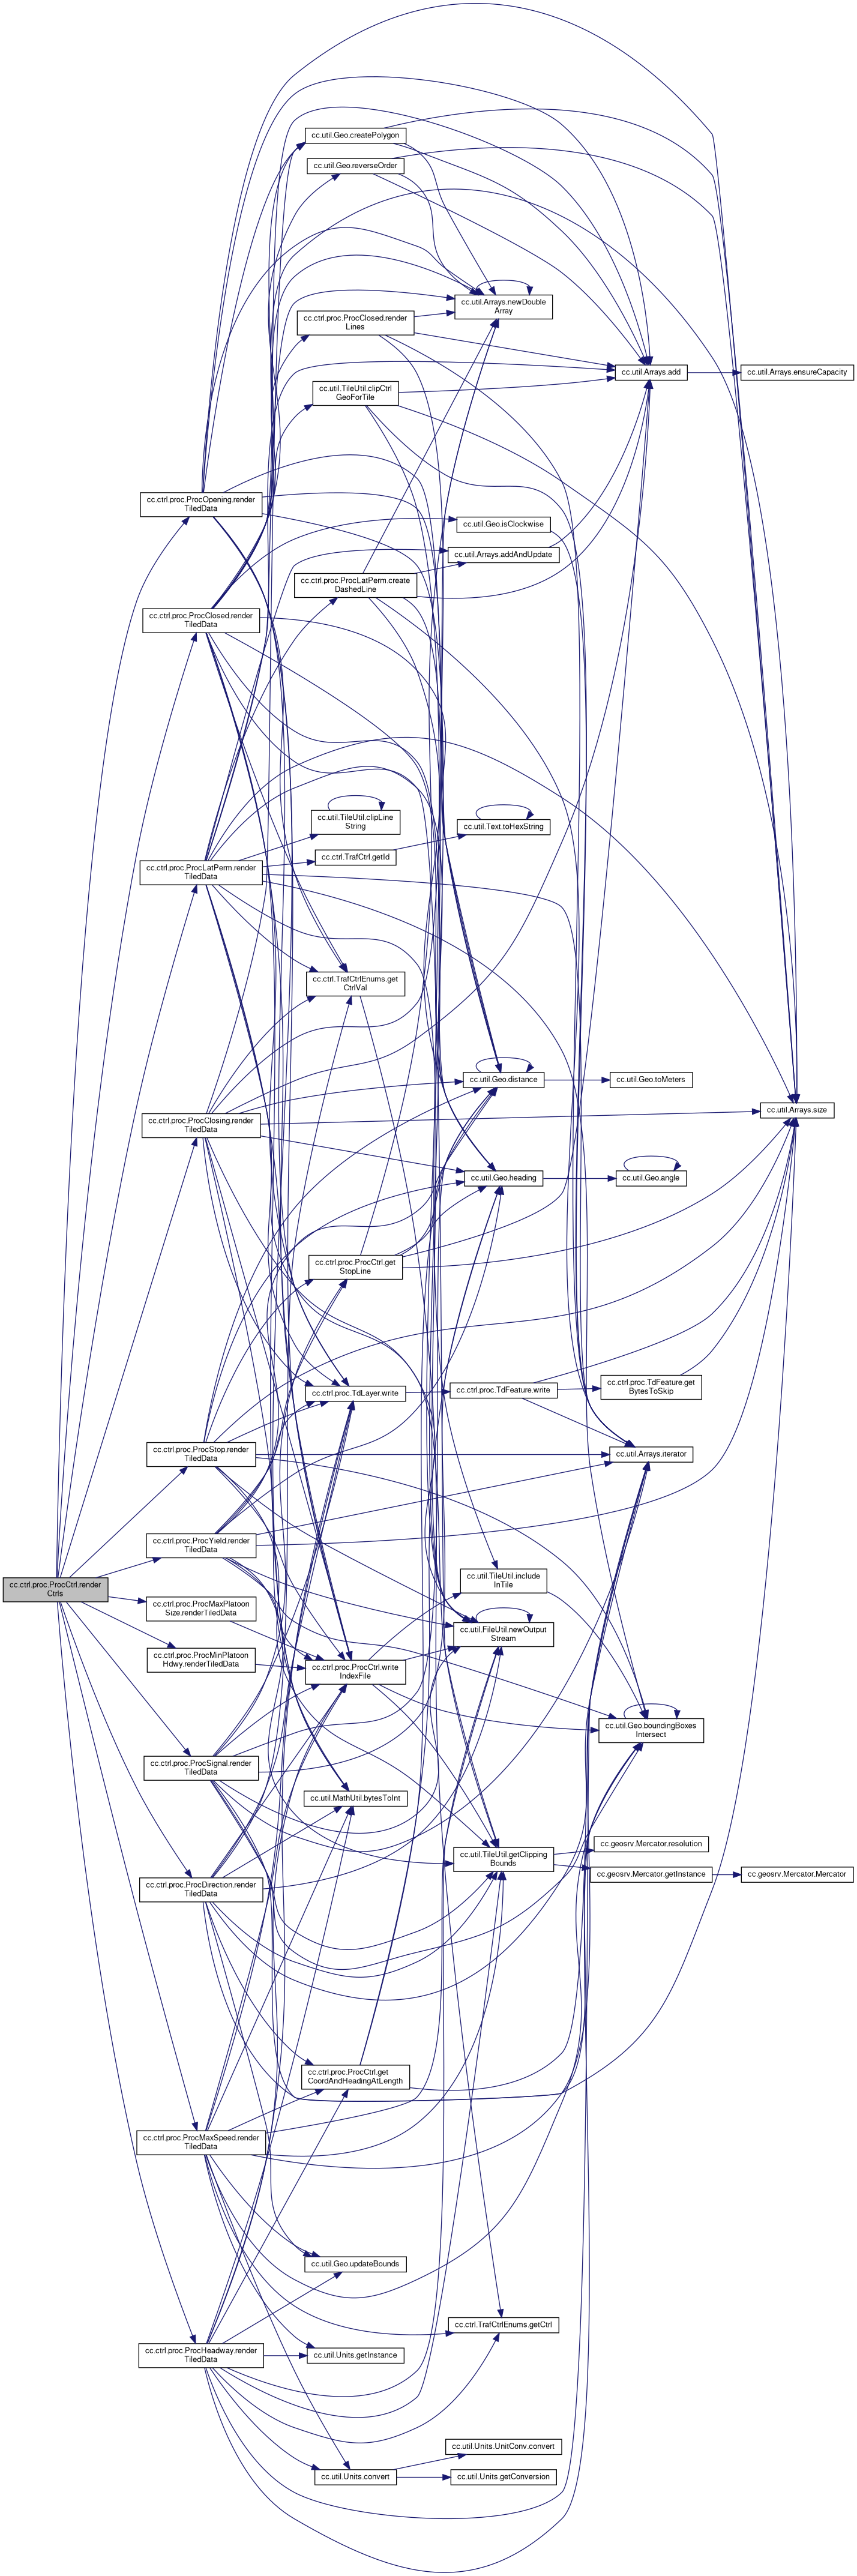 cc.util.Geo.createPolygon
cc.util.Geo.reverseOrder
cc.util.Arrays.newDouble
Array
cc.ctrl.proc.ProcClosed.render
Lines
cc.util.Arrays.add
cc.util.Arrays.ensureCapacity
cc.util.TileUtil.clipCtrl
GeoForTile
cc.ctrl.proc.ProcOpening.render
TiledData
cc.util.Geo.isClockwise
cc.util.Arrays.addAndUpdate
cc.ctrl.proc.ProcLatPerm.create
DashedLine
cc.ctrl.proc.ProcClosed.render
TiledData
cc.util.TileUtil.clipLine
String
cc.util.Text.toHexString
cc.ctrl.TrafCtrl.getId
cc.ctrl.proc.ProcLatPerm.render
TiledData
cc.ctrl.TrafCtrlEnums.get
CtrlVal
cc.util.Geo.distance
cc.util.Geo.toMeters
cc.util.Arrays.size
cc.ctrl.proc.ProcClosing.render
TiledData
cc.util.Geo.heading
cc.util.Geo.angle
cc.ctrl.proc.ProcCtrl.get
StopLine
cc.ctrl.proc.TdLayer.write
cc.ctrl.proc.TdFeature.write
cc.ctrl.proc.TdFeature.get
BytesToSkip
cc.ctrl.proc.ProcStop.render
TiledData
cc.util.Arrays.iterator
cc.ctrl.proc.ProcYield.render
TiledData
cc.ctrl.proc.ProcCtrl.render
Ctrls
cc.util.TileUtil.include
InTile
cc.ctrl.proc.ProcMaxPlatoon
Size.renderTiledData
cc.util.FileUtil.newOutput
Stream
cc.ctrl.proc.ProcMinPlatoon
Hdwy.renderTiledData
cc.ctrl.proc.ProcCtrl.write
IndexFile
cc.util.Geo.boundingBoxes
Intersect
cc.ctrl.proc.ProcSignal.render
TiledData
cc.util.MathUtil.bytesToInt
cc.util.TileUtil.getClipping
Bounds
cc.geosrv.Mercator.resolution
cc.geosrv.Mercator.getInstance
cc.geosrv.Mercator.Mercator
cc.ctrl.proc.ProcDirection.render
TiledData
cc.ctrl.proc.ProcCtrl.get
CoordAndHeadingAtLength
cc.ctrl.proc.ProcMaxSpeed.render
TiledData
cc.util.Geo.updateBounds
cc.ctrl.TrafCtrlEnums.getCtrl
cc.ctrl.proc.ProcHeadway.render
TiledData
cc.util.Units.getInstance
cc.util.Units.UnitConv.convert
cc.util.Units.convert
cc.util.Units.getConversion